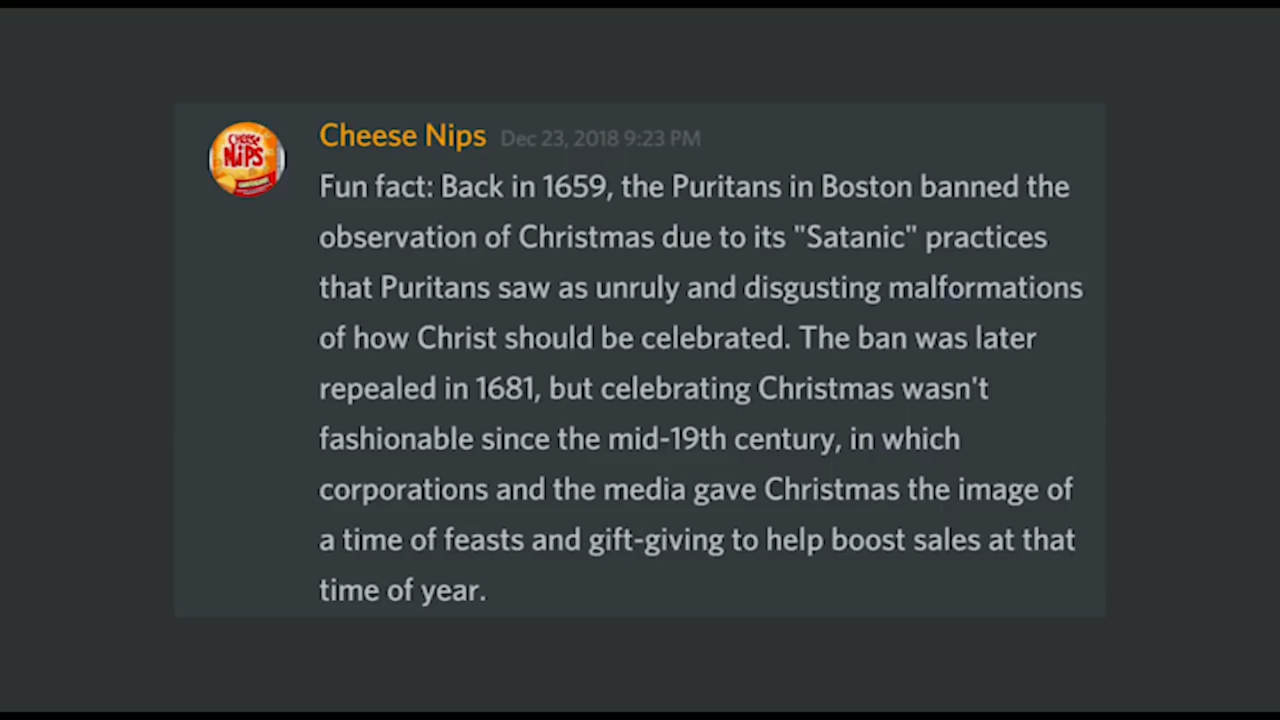 CHEESE
NiPS
Cheese Nips Dec 23, 2018 9:23 PM
Fun fact: Back in 1659, the Puritans in Boston banned the
observation of Christmas due to its "Satanic" practices
that Puritans saw as unruly and disgusting malformations
of how Christ should be celebrated. The ban was later
repealed in 1681, but celebrating Christmas wasn't
fashionable since the mid-19th century, in which
corporations and the media gave Christmas the image of
a time of feasts and gift-giving to help boost sales at that
time of year.